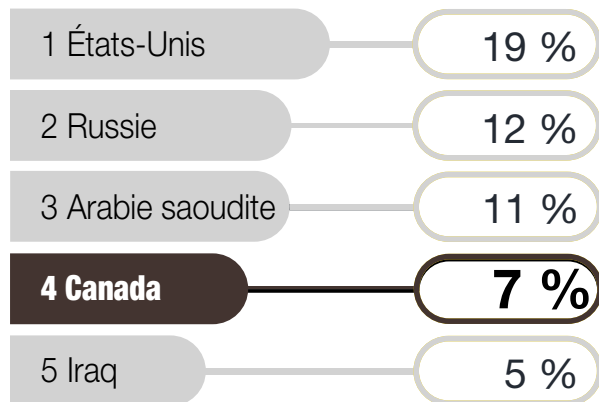 1 États-Unis 19 %
2 Russie 12 %
3 Arabie saoudite 11 %
4 Canada 7 %
5 Iraq 5 %